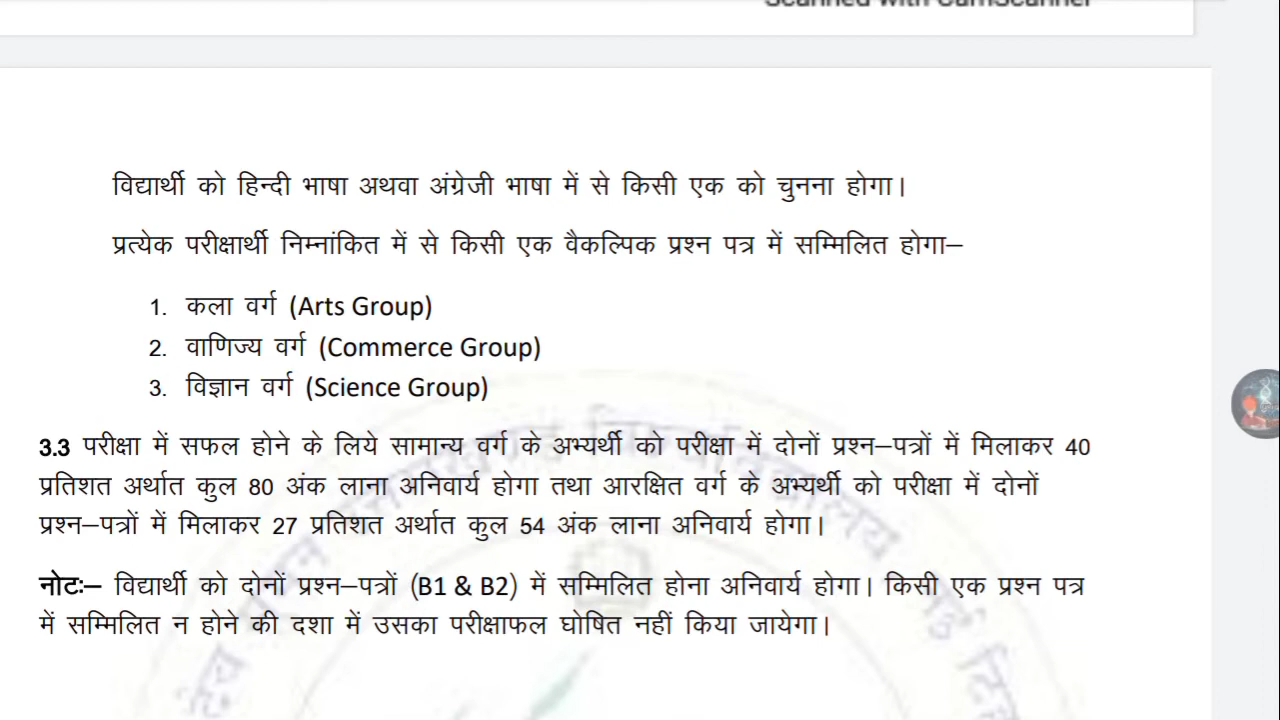 Scanned with CamScanner
विद्यार्थी को हिन्दी भाषा अथवा अंग्रेजी भाषा में से किसी एक को चुनना होगा।
प्रत्येक परीक्षार्थी निम्नांकित में से किसी एक वैकल्पिक प्रश्न पत्र में सम्मिलित होगा–
1. कला वर्ग (Arts Group)
2. वाणिज्य वर्ग (Commerce Group)
3. विज्ञान वर्ग (Science Group)
3.3 परीक्षा में सफल होने के लिये सामान्य वर्ग के अभ्यर्थी को परीक्षा में दोनों प्रश्न–पत्रों में मिलाकर 40
प्रतिशत अर्थात कुल 80 अंक लाना अनिवार्य होगा तथा आरक्षित वर्ग के अभ्यर्थी को परीक्षा में दोनों
प्रश्न–पत्रों में मिलाकर 27 प्रतिशत अर्थात कुल 54 अंक लाना अनिवार्य होगा।
नोटः– विद्यार्थी को दोनों प्रश्न–पत्रों (B1 & B2) में सम्मिलित होना अनिवार्य होगा। किसी एक प्रश्न पत्र
में सम्मिलित न होने की दशा में उसका परीक्षाफल घोषित नहीं किया जायेगा।